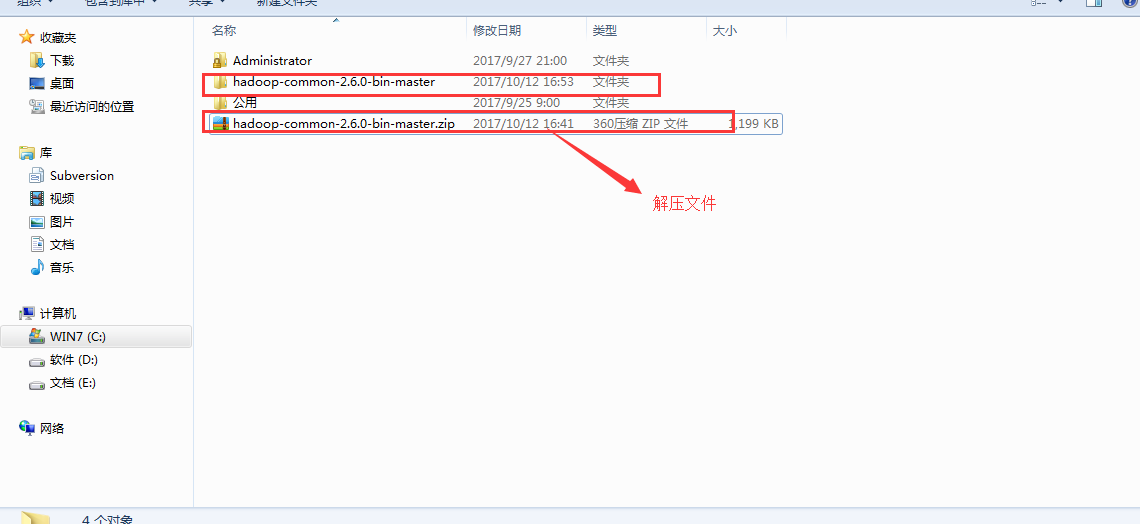 组织 包含到库中 共享 新建文件夹
收藏夹
下载
桌面
最近访问的位置
库
Subversion
视频
图片
文档
音乐
计算机
WIN7 (C:)
软件 (D:)
文档 (E:)
网络
名称 修改日期 类型 大小
Administrator 2017/9/27 21:00 文件夹
hadoop-common-2.6.0-bin-master 2017/10/12 16:53 文件夹
公用 2017/9/25 9:00 文件夹
hadoop-common-2.6.0-bin-master.zip 2017/10/12 16:41 360压缩 ZIP 文件 1,199 KB
解压文件
4 个对象